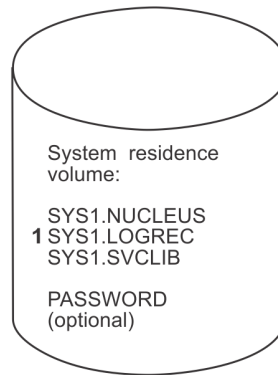 System residence
volume:
SYS1.NUCLEUS
1 SYS1.LOGREC
SYS1.SVCLIB
PASSWORD
(optional)